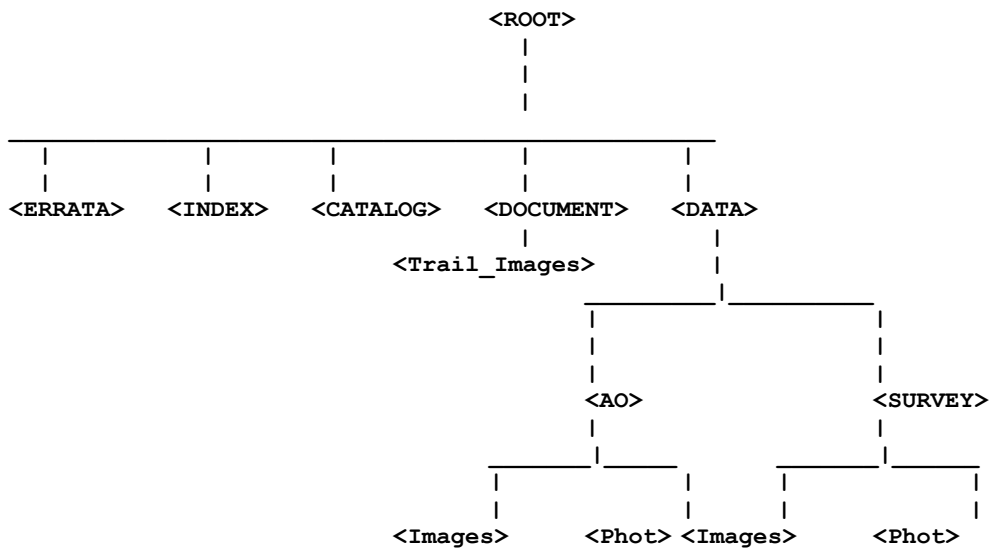 <ROOT>
<ERRATA> <INDEX> <CATALOG> <DOCUMENT> <DATA>
<Trail_Images>
<AO> <SURVEY>
<Images> <Phot> <Images> <Phot>